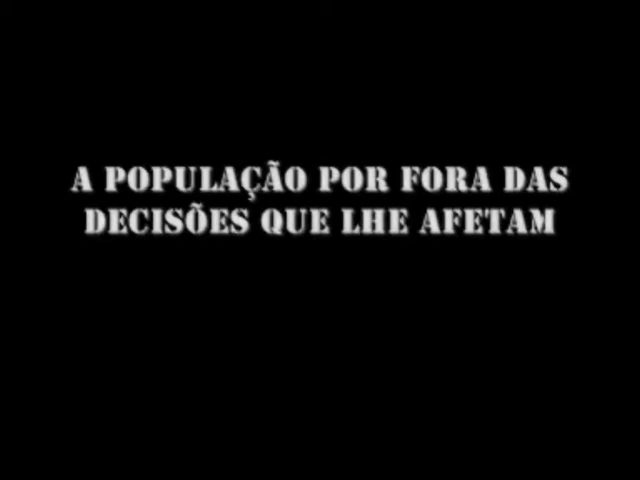 A POPULAÇÃO POR FORA DAS
DECISÕES QUE LHE AFETAM